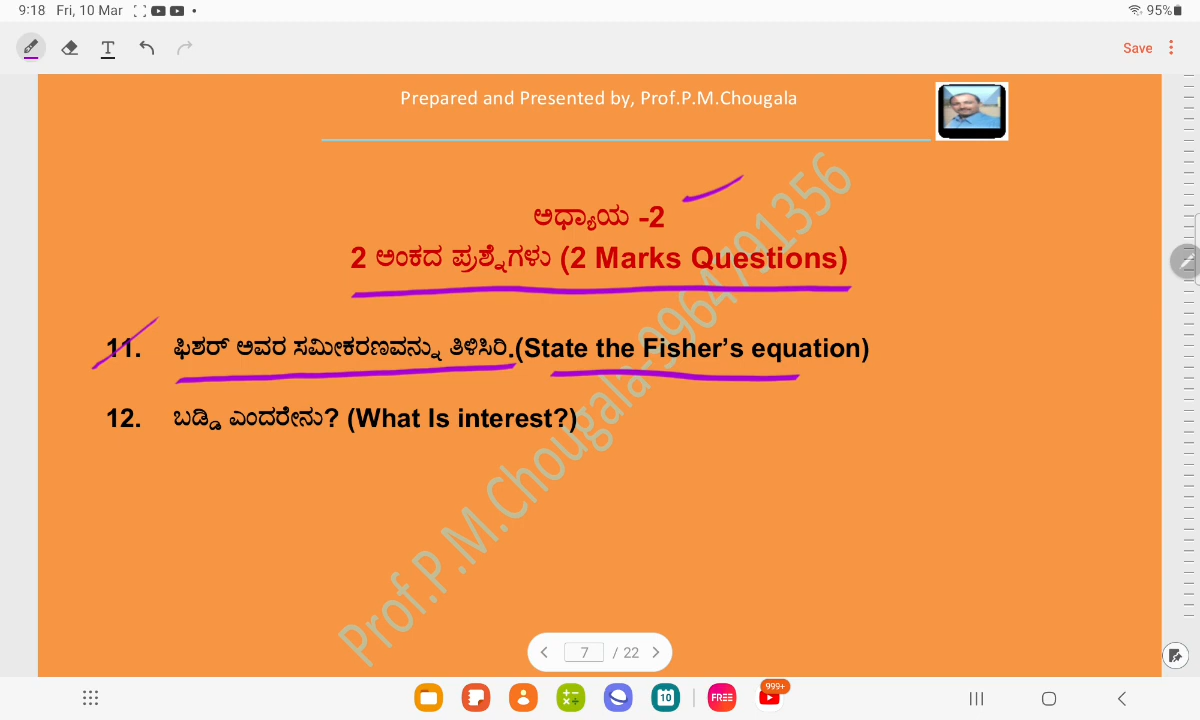 9:18 Fri, 10 Mar
95%
T
Save
Prepared and Presented by, Prof.P.M.Chougala
ಅಧ್ಯಾಯ -2
2 ಅಂಕದ ಪ್ರಶ್ನೆಗಳು (2 Marks Questions)
11. ಫಿಶರ್ ಅವರ ಸಮೀಕರಣವನ್ನು ತಿಳಿಸಿರಿ.(State the Fisher's equation)
12. ಬಡ್ಡಿ ಎಂದರೇನು? (What Is interest?)
Prof.P.M.Chougala-9964791356
7 / 22
10
FREE
999+